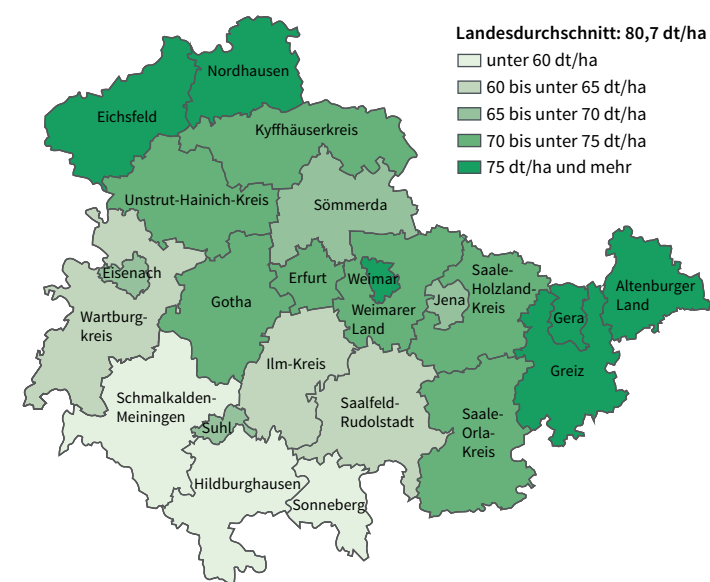 Landesdurchschnitt: 80,7 dt/ha
unter 60 dt/ha
60 bis unter 65 dt/ha
65 bis unter 70 dt/ha
70 bis unter 75 dt/ha
75 dt/ha und mehr
Nordhausen
Eichsfeld
Kyffhäuserkreis
Unstrut-Hainich-Kreis
Sömmerda
Eisenach
Wartburg-
kreis
Gotha
Erfurt
Weimar
Weimarer
Land
Jena
Saale-
Holzland-
Kreis
Gera
Altenburger
Land
Greiz
Ilm-Kreis
Schmalkalden-
Meiningen
Suhl
Saalfeld-
Rudolstadt
Saale-
Orla-
Kreis
Hildburghausen
Sonneberg